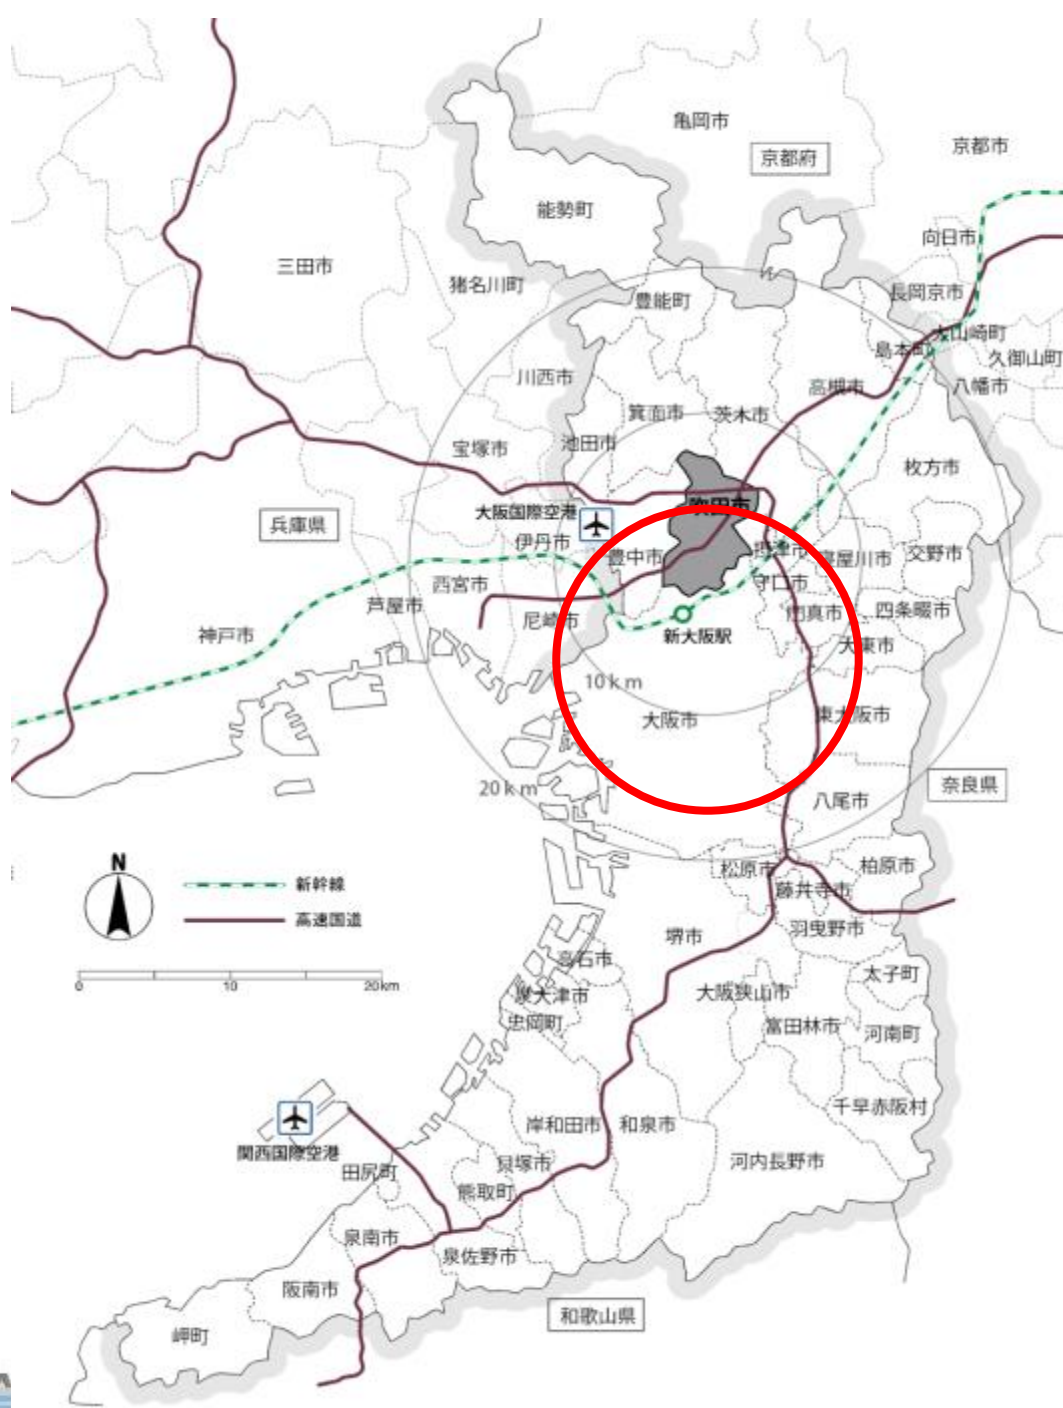 亀岡市
京都市
京都府
能勢町
向日市
三田市
猪名川町
長岡京市
豊能町
大山崎町
島本町
久御山町
川西市
高槻市
八幡市
箕面市
茨木市
池田市
宝塚市
枚方市
吹田市
大阪国際空港
兵庫県
伊丹市
豊中市
摂津市
寝屋川市
交野市
西宮市
守口市
芦屋市
尼崎市
門真市
四条畷市
神戸市
新大阪駅
大東市
10km
大阪市
東大阪市
20km
奈良県
八尾市
N
松原市
柏原市
新幹線
藤井寺市
高速国道
羽曳野市
堺市
高石市
太子町
0 10 20km
泉大津市
大阪狭山市
忠岡町
富田林市
河南町
千早赤阪村
岸和田市
和泉市
関西国際空港
貝塚市
河内長野市
田尻町
熊取町
泉南市
泉佐野市
阪南市
和歌山県
岬町